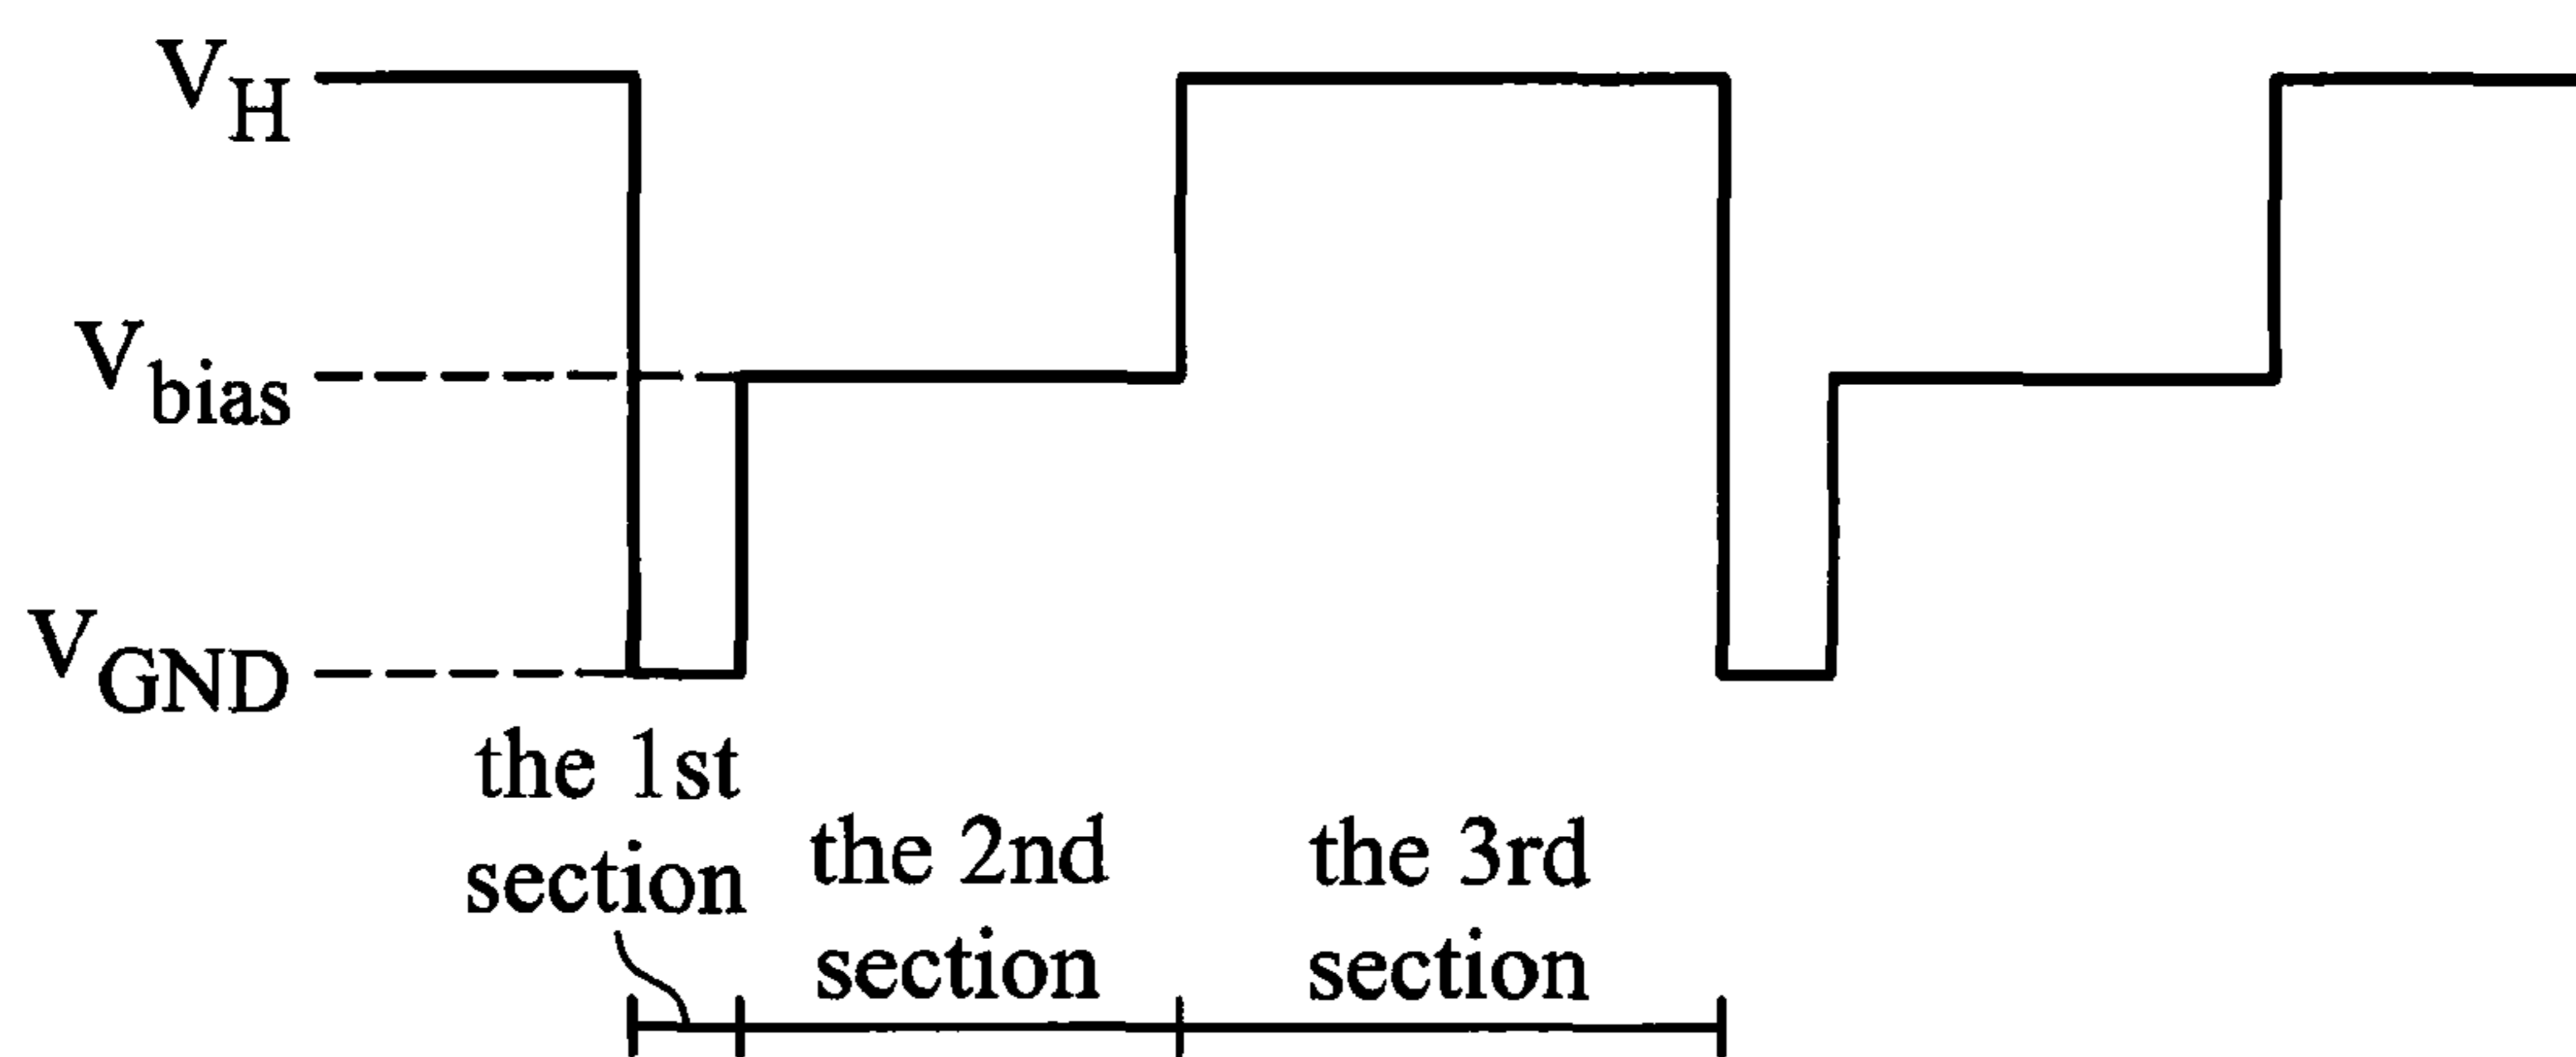 VH
Vbias
VGND
the 1st
section
the 2nd
section
the 3rd
section